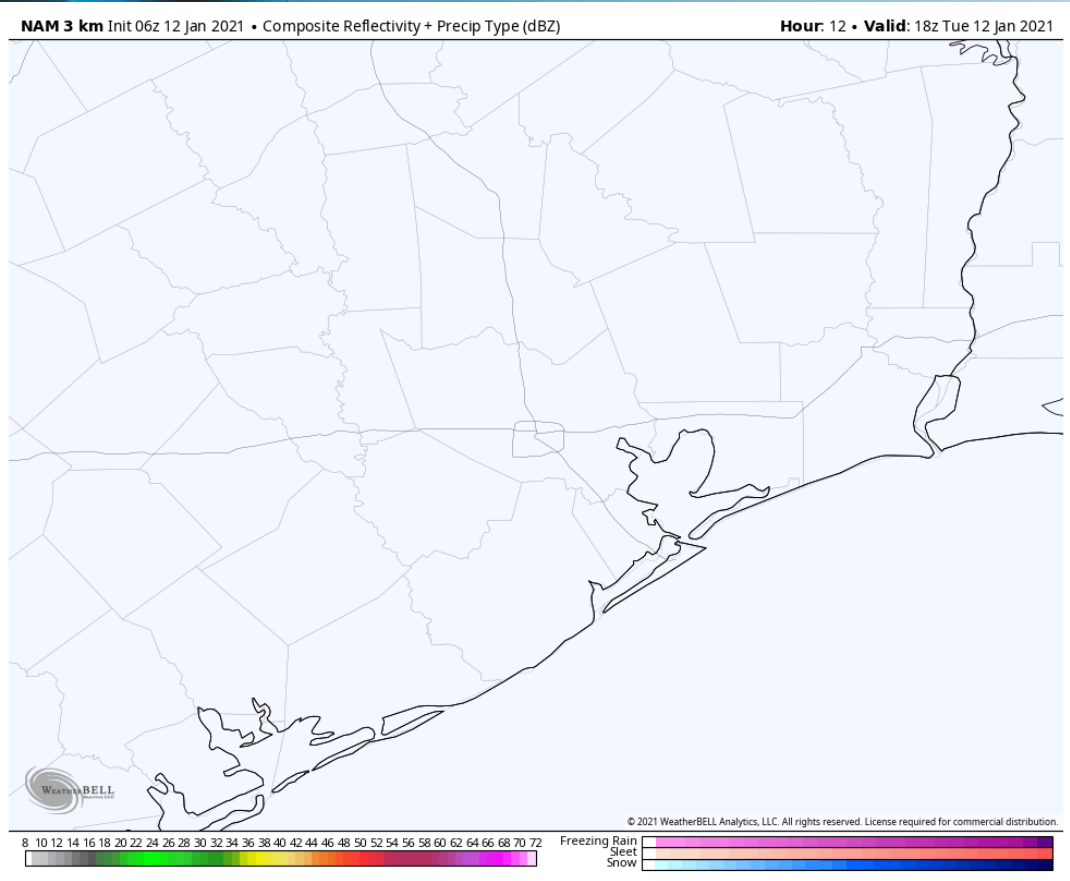 NAM 3 km Init 06z 12 Jan 2021 • Composite Reflectivity + Precip Type (dBZ)
Hour: 12 • Valid: 18z Tue 12 Jan 2021
WEATHERBELL
Analytics LLC
© 2021 WeatherBELL Analytics, LLC. All rights reserved. License required for commercial distribution.
8 10 12 14 16 18 20 22 24 26 28 30 32 34 36 38 40 42 44 46 48 50 52 54 56 58 60 62 64 66 68 70 72
Freezing Rain
Sleet
Snow